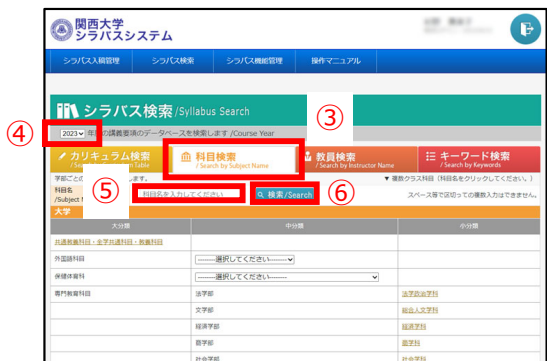 関西大学
シラバスシステム
シラバス入稿管理 シラバス検索 シラバス機能管理 操作マニュアル
シラバス検索 /Syllabus Search
③
④
2023 年度の講義要項のデータベースを検索します /Course Year
カリキュラム検索
科目検索
/Search by Subject Name
教員検索
/Search by Instructor Name
キーワード検索
/Search by Keywords
学部ごとの
ます。
▼ 複数クラス科目（科目名をクリックしてください。）
科目名
/Subject
⑤
科目名を入力してください
検索/Search
⑥
スペース等で区切っての複数入力はできません。
大学
大分類 中分類 小分類
共通教養科目・全学共通科目・教養科目
外国語科目 --------選択してください--------
保健体育科 --------選択してください--------
専門教育科目 法学部 法学政治学科
文学部 総合人文学科
経済学部 経済学科
商学部 商学科
社会学部 社会学科